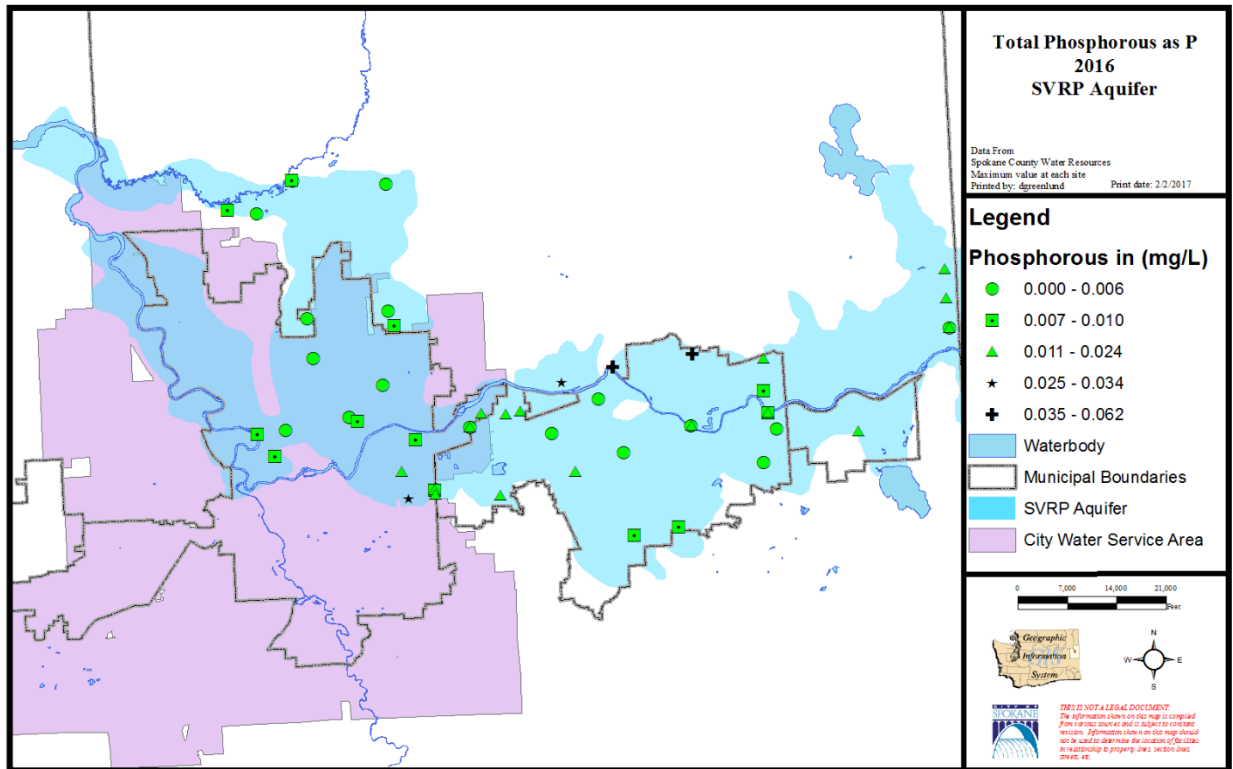 Total Phosphorous as P
2016
SVRP Aquifer
Data From
Spokane County Water Resources
Maximum value at each site
Printed by: dgreenlund Print date: 2/2/2017
Legend
Phosphorous in (mg/L)
0.000 - 0.006
0.007 - 0.010
0.011 - 0.024
0.025 - 0.034
0.035 - 0.062
Waterbody
Municipal Boundaries
SVRP Aquifer
City Water Service Area
0 7,000 14,000 21,000
Feet
Geographic
Information
System
N
W E
S
CITY OF
SPOKANE
THIS IS NOT A LEGAL DOCUMENT:
The information shown on this map is compiled
from various sources and is subject to constant
revision. Information shown on this map should
not be used to determine the location of facilities
in relationship to property lines, section lines,
streets, etc.